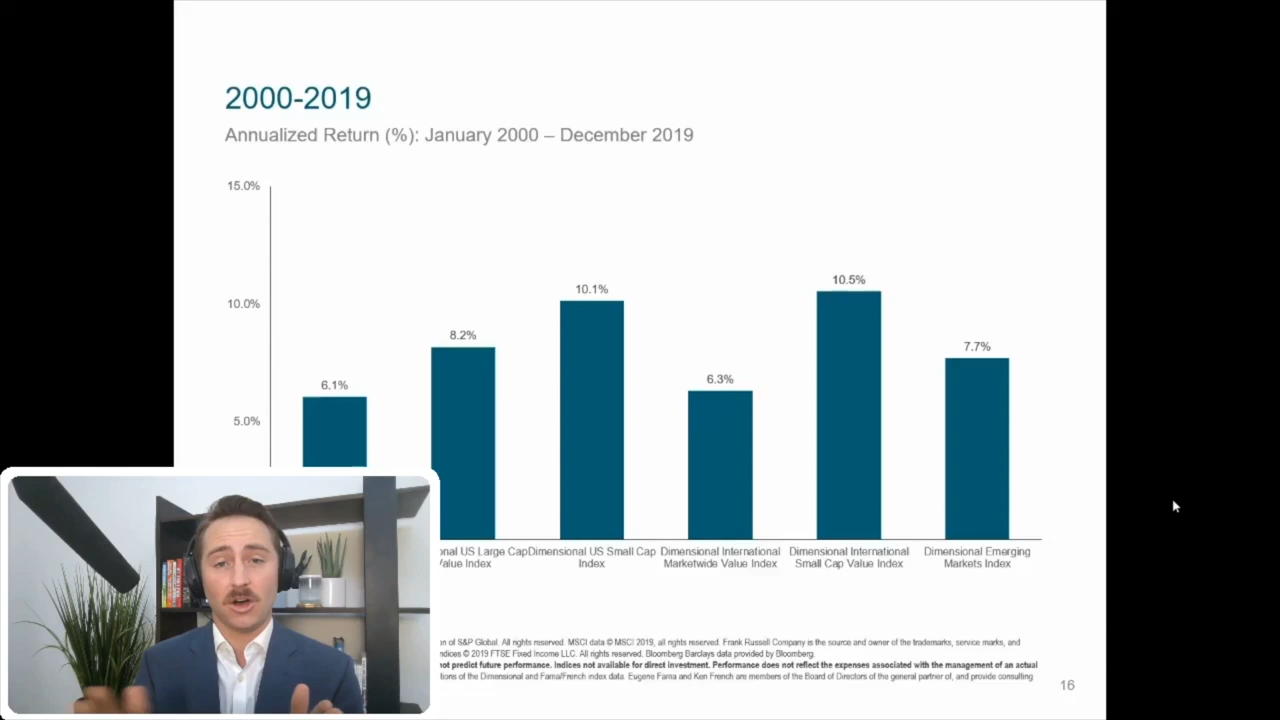 2000-2019
Annualized Return (%): January 2000 – December 2019
15.0%
10.0%
5.0%
6.1%
8.2%
10.1%
6.3%
10.5%
7.7%
onal US Large Cap
Value Index
Dimensional US Small Cap
Index
Dimensional International
Marketwide Value Index
Dimensional International
Small Cap Value Index
Dimensional Emerging
Markets Index
on of S&P Global. All rights reserved. MSCI data © MSCI 2019, all rights reserved. Frank Russell Company is the source and owner of the trademarks, service marks, and
ndices © 2019 FTSE Fixed Income LLC. All rights reserved. Bloomberg Barclays data provided by Bloomberg.
not predict future performance. Indices not available for direct investment. Performance does not reflect the expenses associated with the management of an actual
tions of the Dimensional and Fama/French index data. Eugene Fama and Ken French are members of the Board of Directors of the general partner of, and provide consulting
16